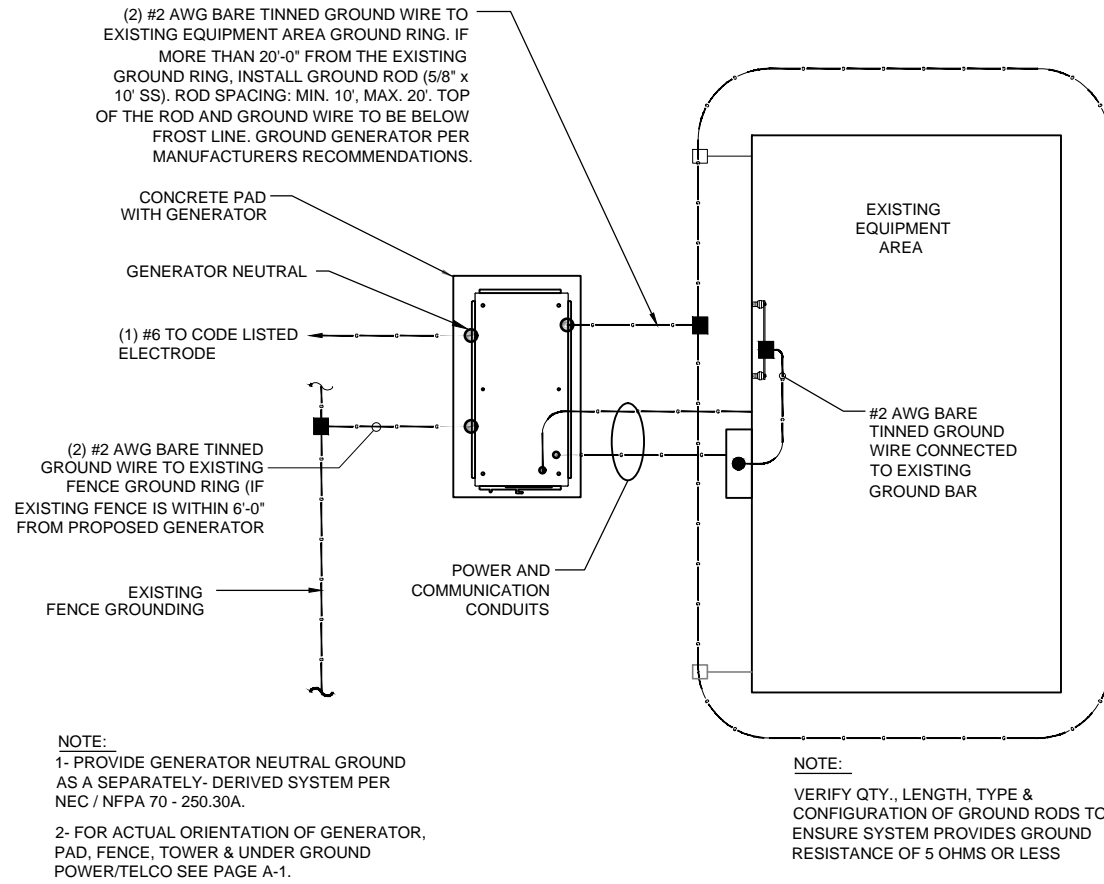 (2) #2 AWG BARE TINNED GROUND WIRE TO
EXISTING EQUIPMENT AREA GROUND RING. IF
MORE THAN 20'-0" FROM THE EXISTING
GROUND RING, INSTALL GROUND ROD (5/8" x
10' SS). ROD SPACING: MIN. 10', MAX. 20'. TOP
OF THE ROD AND GROUND WIRE TO BE BELOW
FROST LINE. GROUND GENERATOR PER
MANUFACTURERS RECOMMENDATIONS.
CONCRETE PAD
WITH GENERATOR
GENERATOR NEUTRAL
(1) #6 TO CODE LISTED
ELECTRODE
(2) #2 AWG BARE TINNED
GROUND WIRE TO EXISTING
FENCE GROUND RING (IF
EXISTING FENCE IS WITHIN 6'-0"
FROM PROPOSED GENERATOR
EXISTING
FENCE GROUNDING
POWER AND
COMMUNICATION
CONDUITS
EXISTING
EQUIPMENT
AREA
#2 AWG BARE
TINNED GROUND
WIRE CONNECTED
TO EXISTING
GROUND BAR
NOTE:
1- PROVIDE GENERATOR NEUTRAL GROUND
AS A SEPARATELY- DERIVED SYSTEM PER
NEC / NFPA 70 - 250.30A.
2- FOR ACTUAL ORIENTATION OF GENERATOR,
PAD, FENCE, TOWER & UNDER GROUND
POWER/TELCO SEE PAGE A-1.
NOTE:
VERIFY QTY., LENGTH, TYPE &
CONFIGURATION OF GROUND RODS TO
ENSURE SYSTEM PROVIDES GROUND
RESISTANCE OF 5 OHMS OR LESS